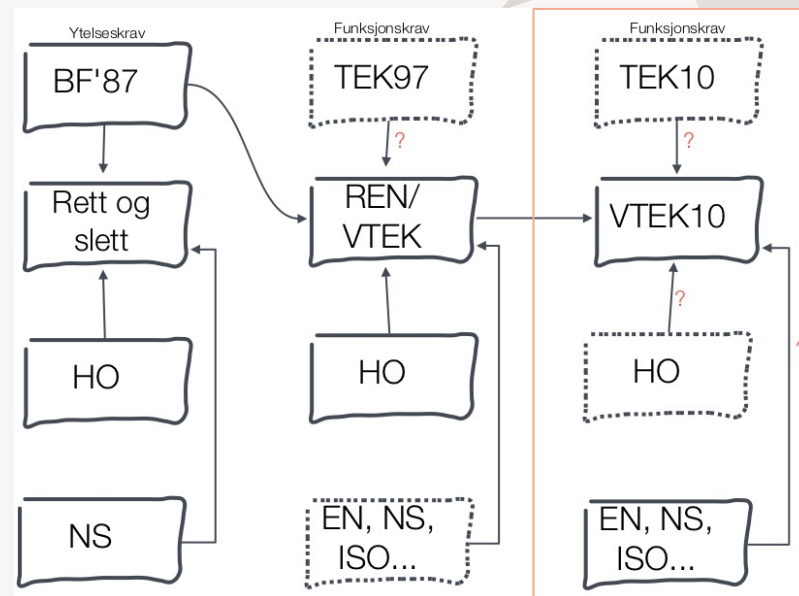 Ytelseskrav
BF'87
Rett og
slett
HO
NS
Funksjonskrav
TEK97
?
REN/
VTEK
HO
EN, NS,
ISO...
Funksjonskrav
TEK10
?
VTEK10
?
HO
EN, NS,
ISO...